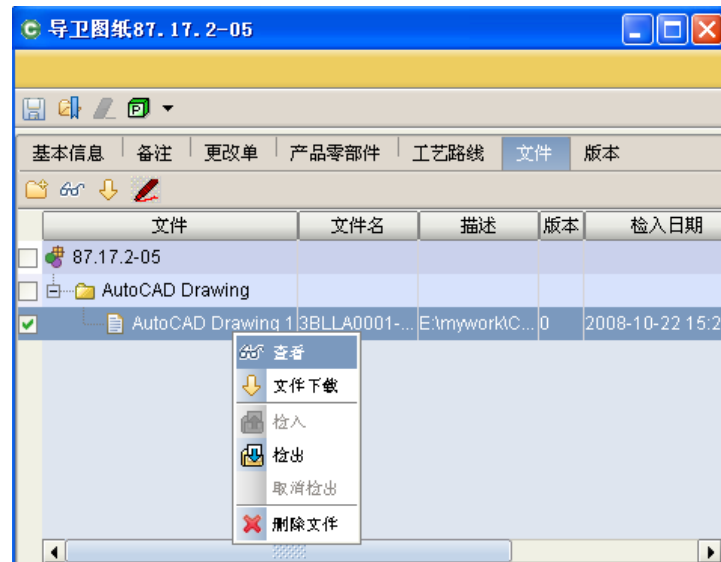 导卫图纸87.17.2-05
基本信息 备注 更改单 产品零部件 工艺路线 文件 版本
文件 文件名 描述 版本 检入日期
87.17.2-05
AutoCAD Drawing
AutoCAD Drawing 1 3BLLA0001-... E:\mywork\C... 0 2008-10-22 15:2
查看
文件下载
检入
检出
取消检出
删除文件